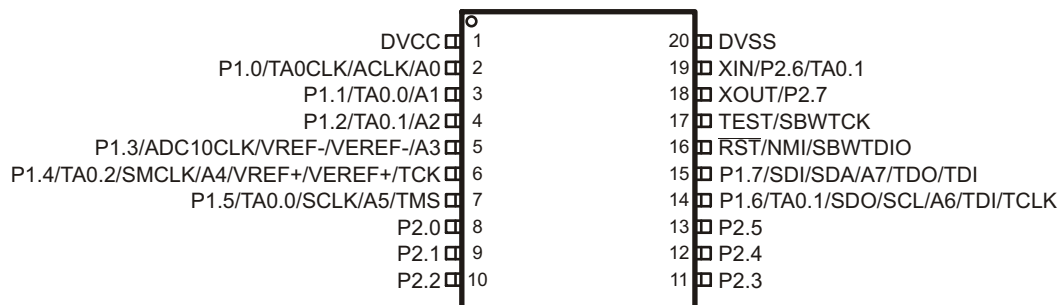 DVCC 1 20 DVSS
P1.0/TA0CLK/ACLK/A0 2 19 XIN/P2.6/TA0.1
P1.1/TA0.0/A1 3 18 XOUT/P2.7
P1.2/TA0.1/A2 4 17 TEST/SBWTCK
P1.3/ADC10CLK/VREF-/VEREF-/A3 5 16 RST/NMI/SBWTDIO
P1.4/TA0.2/SMCLK/A4/VREF+/VEREF+/TCK 6 15 P1.7/SDI/SDA/A7/TDO/TDI
P1.5/TA0.0/SCLK/A5/TMS 7 14 P1.6/TA0.1/SDO/SCL/A6/TDI/TCLK
P2.0 8 13 P2.5
P2.1 9 12 P2.4
P2.2 10 11 P2.3